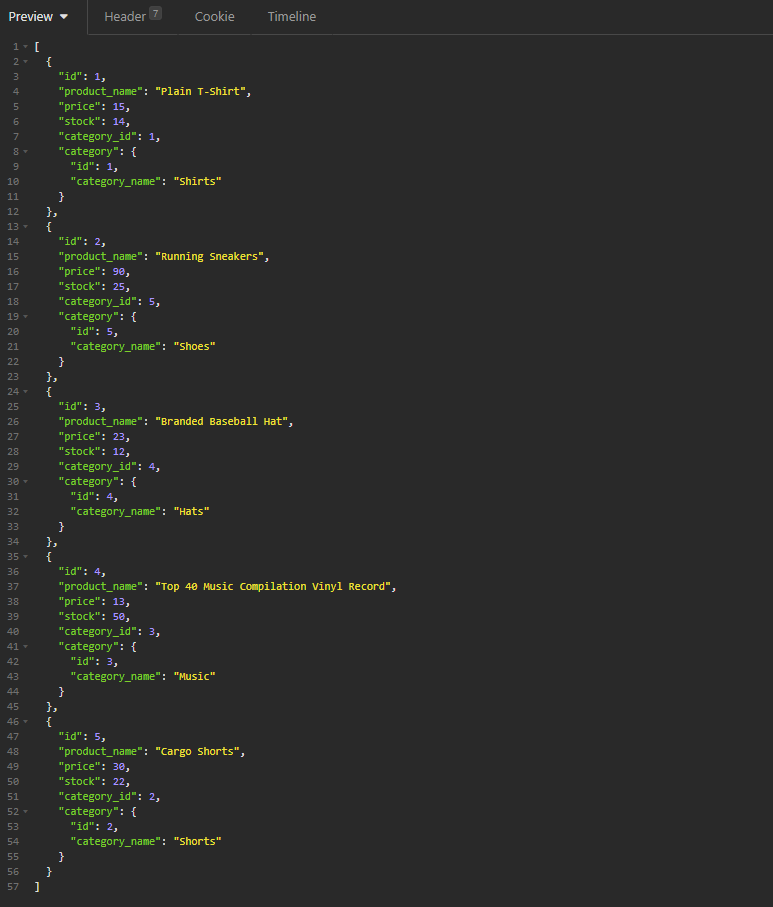 Preview Header 7 Cookie Timeline
1 [
2   {
3     "id": 1,
4     "product_name": "Plain T-Shirt",
5     "price": 15,
6     "stock": 14,
7     "category_id": 1,
8     "category": {
9       "id": 1,
10       "category_name": "Shirts"
11     }
12   },
13   {
14     "id": 2,
15     "product_name": "Running Sneakers",
16     "price": 90,
17     "stock": 25,
18     "category_id": 5,
19     "category": {
20       "id": 5,
21       "category_name": "Shoes"
22     }
23   },
24   {
25     "id": 3,
26     "product_name": "Branded Baseball Hat",
27     "price": 23,
28     "stock": 12,
29     "category_id": 4,
30     "category": {
31       "id": 4,
32       "category_name": "Hats"
33     }
34   },
35   {
36     "id": 4,
37     "product_name": "Top 40 Music Compilation Vinyl Record",
38     "price": 13,
39     "stock": 50,
40     "category_id": 3,
41     "category": {
42       "id": 3,
43       "category_name": "Music"
44     }
45   },
46   {
47     "id": 5,
48     "product_name": "Cargo Shorts",
49     "price": 30,
50     "stock": 22,
51     "category_id": 2,
52     "category": {
53       "id": 2,
54       "category_name": "Shorts"
55     }
56   }
57 ]